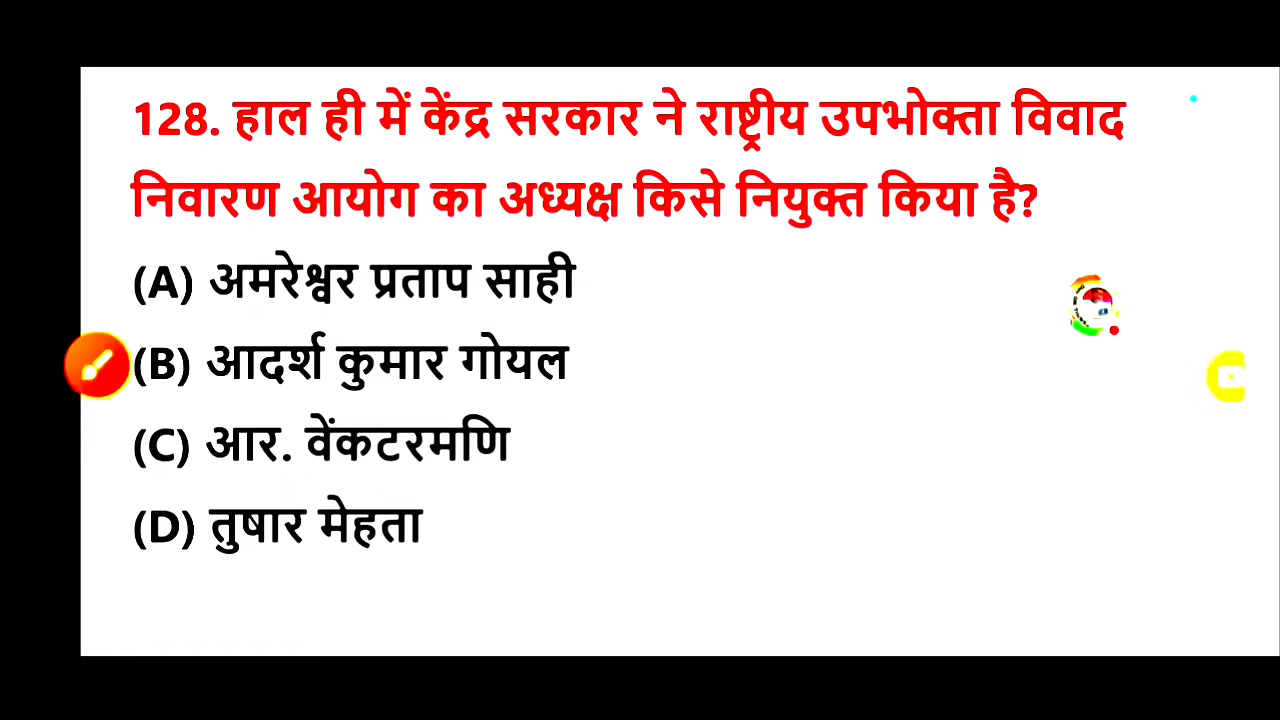 128. हाल ही में केंद्र सरकार ने राष्ट्रीय उपभोक्ता विवाद
निवारण आयोग का अध्यक्ष किसे नियुक्त किया है?
(A) अमरेश्वर प्रताप साही
(B) आदर्श कुमार गोयल
(C) आर. वेंकटरमणि
(D) तुषार मेहता